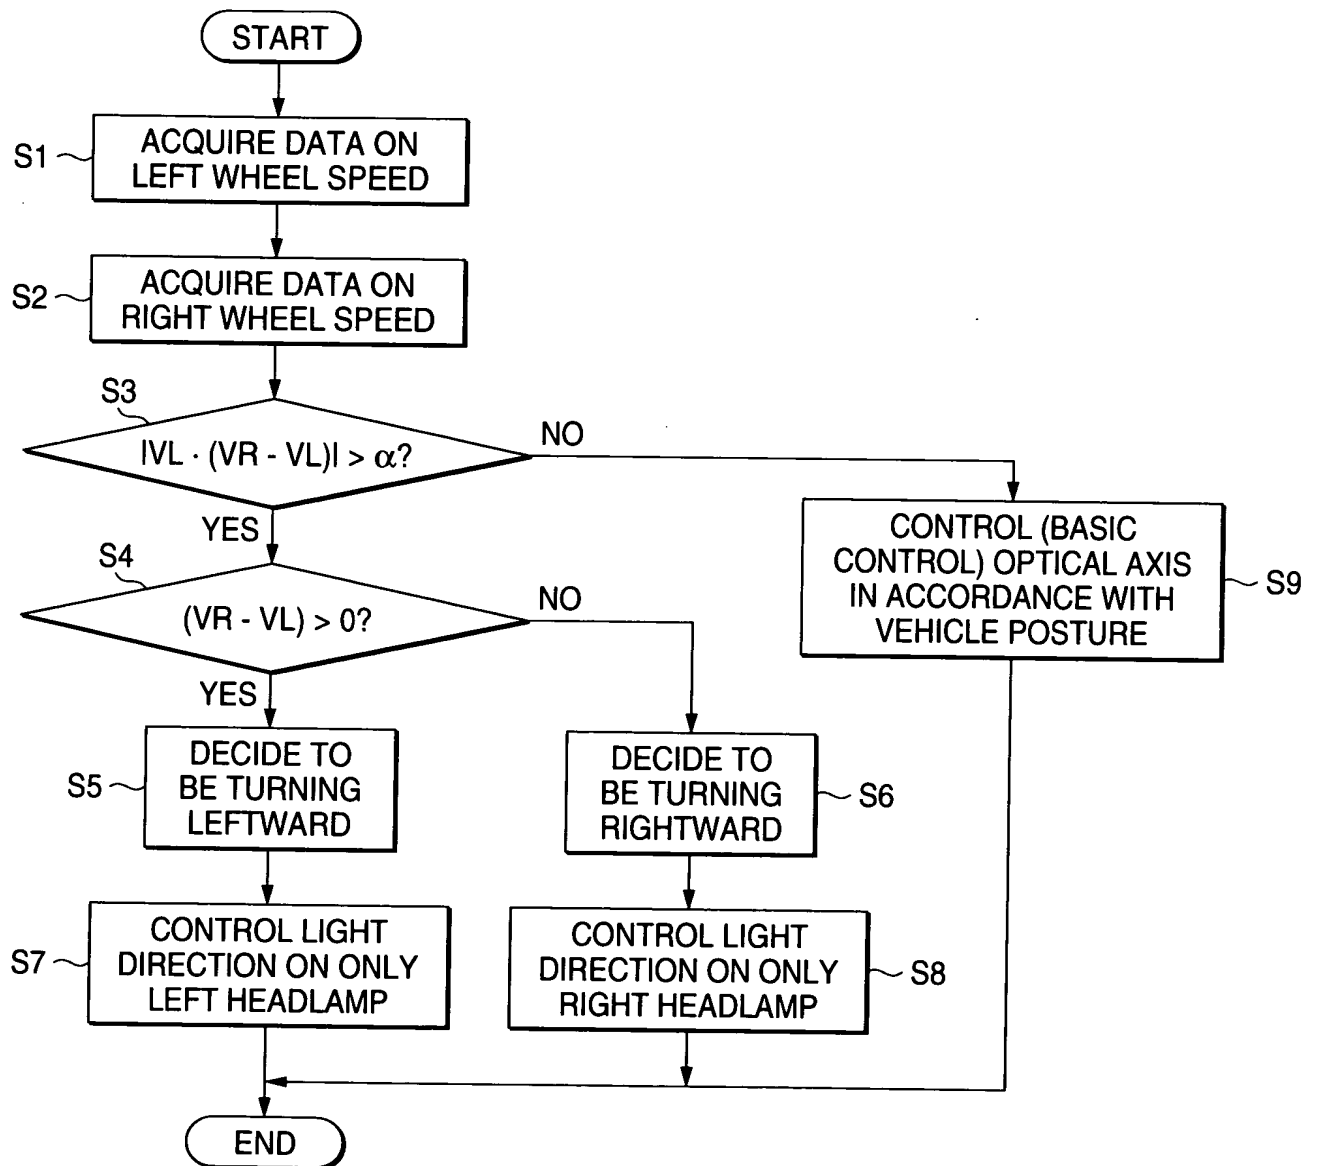 START
S1
ACQUIRE DATA ON
LEFT WHEEL SPEED
S2
ACQUIRE DATA ON
RIGHT WHEEL SPEED
S3
|VL · (VR - VL)| > α?
NO
YES
S4
(VR - VL) > 0?
NO
YES
CONTROL (BASIC
CONTROL) OPTICAL AXIS
IN ACCORDANCE WITH
VEHICLE POSTURE
S9
S5
DECIDE TO
BE TURNING
LEFTWARD
DECIDE TO
BE TURNING
RIGHTWARD
S6
S7
CONTROL LIGHT
DIRECTION ON ONLY
LEFT HEADLAMP
CONTROL LIGHT
DIRECTION ON ONLY
RIGHT HEADLAMP
S8
END